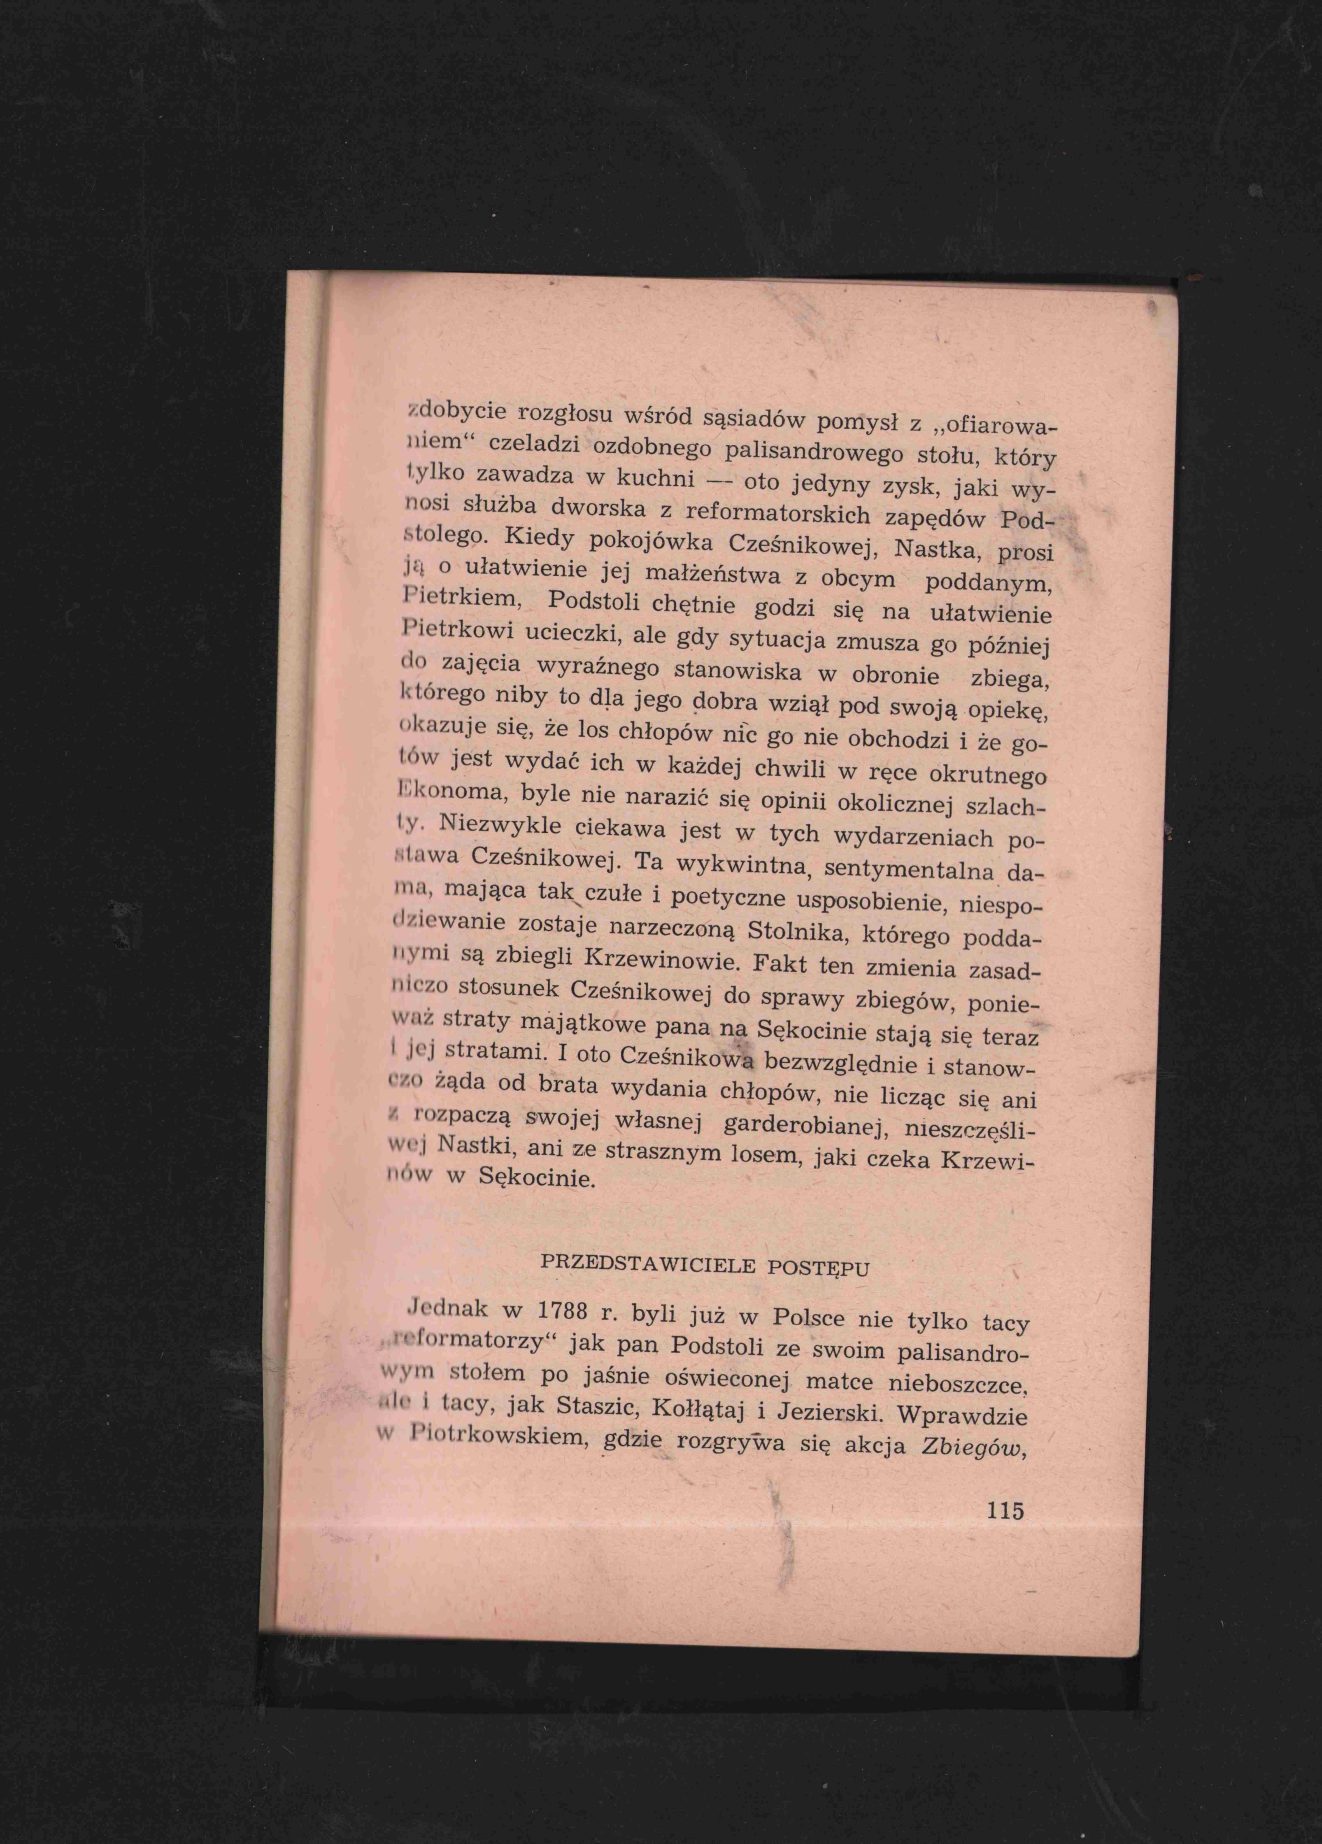 zdobycie rozgłosu wśród sąsiadów pomysł z „ofiarowa-
niem“ czeladzi ozdobnego palisandrowego stołu, który
tylko zawadza w kuchni — oto jedyny zysk, jaki wy-
nosi służba dworska z reformatorskich zapędów Pod-
stolego. Kiedy pokojówka Cześnikowej, Nastka, prosi
ją o ułatwienie jej małżeństwa z obcym poddanym,
Pietrkiem, Podstoli chętnie godzi się na ułatwienie
Pietrkowi ucieczki, ale gdy sytuacja zmusza go później
do zajęcia wyraźnego stanowiska w obronie zbiega,
którego niby to dla jego dobra wziął pod swoją opiekę,
okazuje się, że los chłopów nic go nie obchodzi i że go-
tów jest wydać ich w każdej chwili w ręce okrutnego
Ekonoma, byle nie narazić się opinii okolicznej szlach-
ty. Niezwykle ciekawa jest w tych wydarzeniach po-
stawa Cześnikowej. Ta wykwintna, sentymentalna da-
ma, mająca tak czułe i poetyczne usposobienie, niespo-
dziewanie zostaje narzeczoną Stolnika, którego podda-
nymi są zbiegli Krzewinowie. Fakt ten zmienia zasad-
niczo stosunek Cześnikowej do sprawy zbiegów, ponie-
waż straty majątkowe pana na Sękocinie stają się teraz
i jej stratami. I oto Cześnikowa bezwzględnie i stanow-
czo żąda od brata wydania chłopów, nie licząc się ani
z rozpaczą swojej własnej garderobianej, nieszczęśli-
wej Nastki, ani ze strasznym losem, jaki czeka Krzewi-
nów w Sękocinie.
PRZEDSTAWICIELE POSTĘPU
Jednak w 1788 r. byli już w Polsce nie tylko tacy
„reformatorzy“ jak pan Podstoli ze swoim palisandro-
wym stołem po jaśnie oświeconej matce nieboszczce,
ale i tacy, jak Staszic, Kołłątaj i Jezierski. Wprawdzie
w Piotrkowskiem, gdzie rozgrywa się akcja Zbiegów,
115